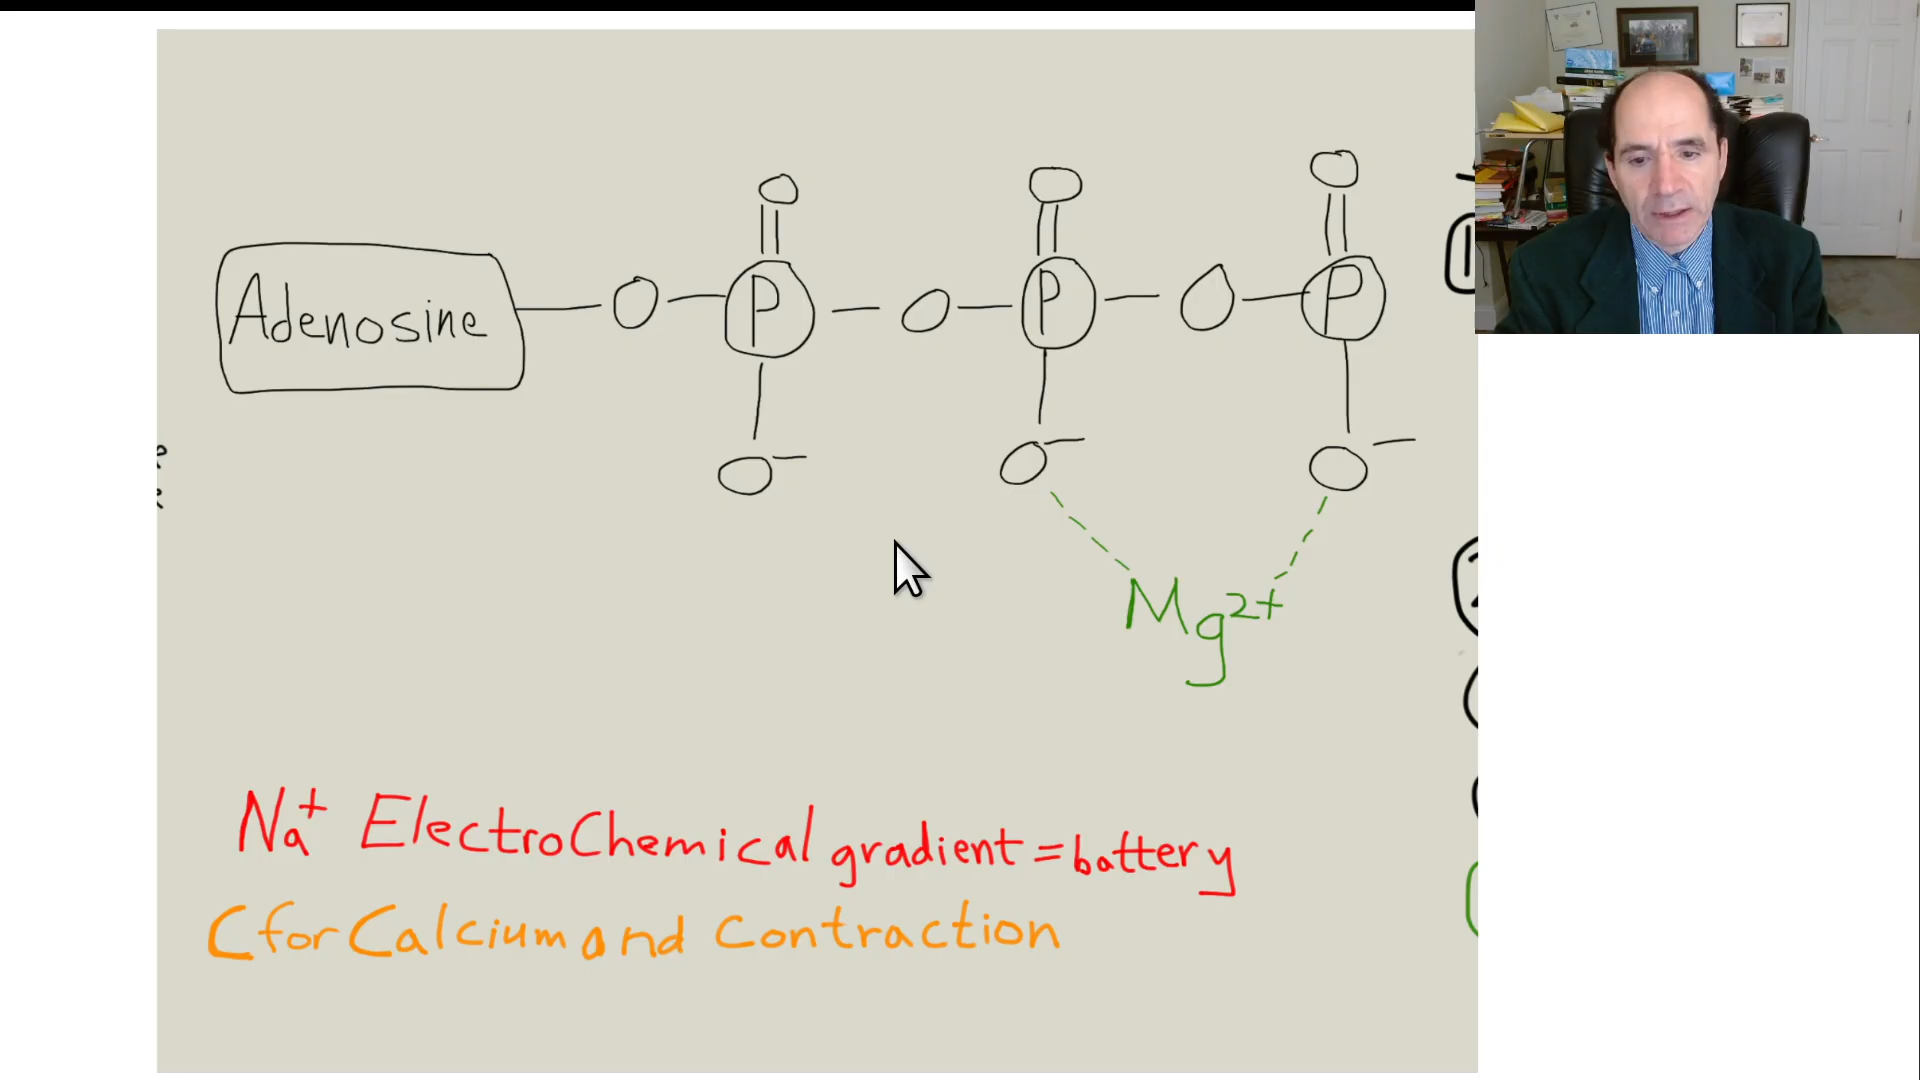 O O O
Adenosine O P O P O P
O⁻ O⁻ O⁻
Mg²⁺
Na⁺ ElectroChemical gradient = battery
C for Calcium and Contraction